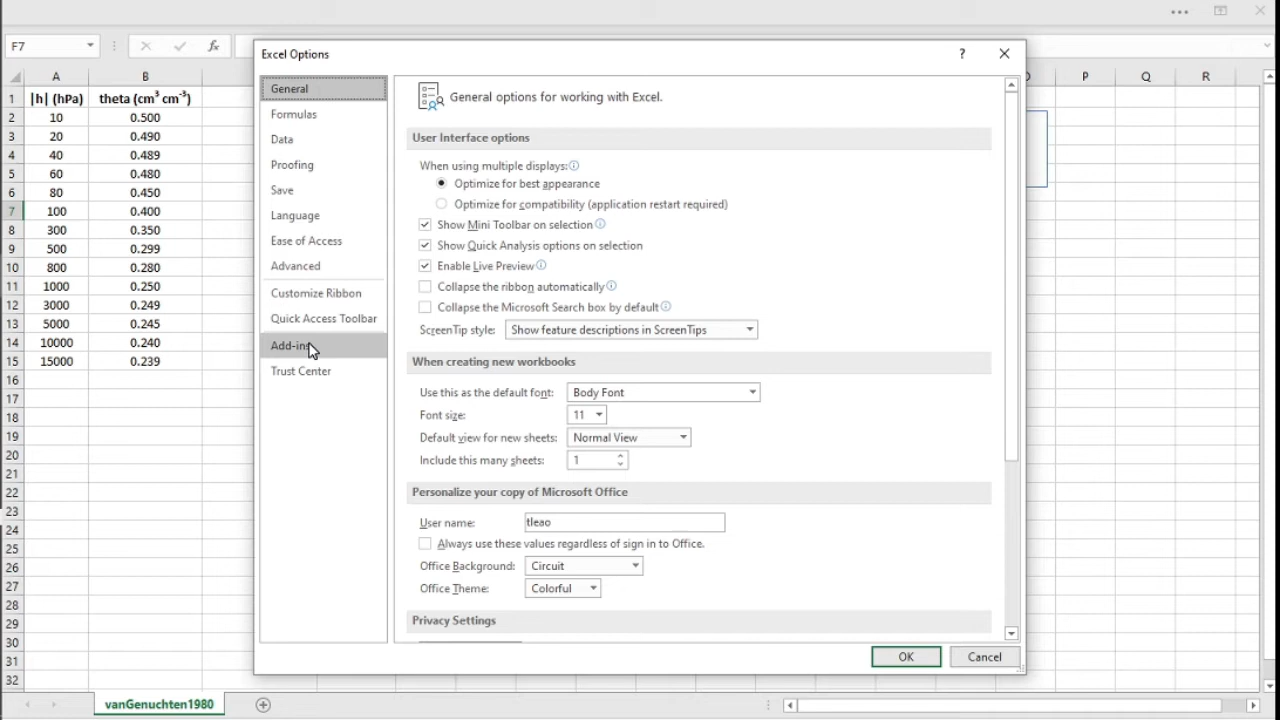 F7
fx
Excel Options
?
A B O P Q R
1 |h| (hPa) theta (cm³ cm⁻³)
2 10 0.500
3 20 0.490
4 40 0.489
5 60 0.480
6 80 0.450
7 100 0.400
8 300 0.350
9 500 0.299
10 800 0.280
11 1000 0.250
12 3000 0.249
13 5000 0.245
14 10000 0.240
15 15000 0.239
16
17
18
19
20
21
22
23
24
25
26
27
28
29
30
31
32
General
Formulas
Data
Proofing
Save
Language
Ease of Access
Advanced
Customize Ribbon
Quick Access Toolbar
Add-ins
Trust Center
General options for working with Excel.
User Interface options
When using multiple displays:
Optimize for best appearance
Optimize for compatibility (application restart required)
Show Mini Toolbar on selection
Show Quick Analysis options on selection
Enable Live Preview
Collapse the ribbon automatically
Collapse the Microsoft Search box by default
ScreenTip style: Show feature descriptions in ScreenTips
When creating new workbooks
Use this as the default font: Body Font
Font size: 11
Default view for new sheets: Normal View
Include this many sheets: 1
Personalize your copy of Microsoft Office
User name: tleao
Always use these values regardless of sign in to Office.
Office Background: Circuit
Office Theme: Colorful
Privacy Settings
OK Cancel
vanGenuchten1980